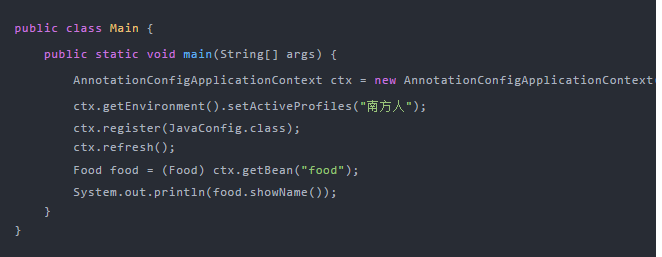 public class Main {
public static void main(String[] args) {
AnnotationConfigApplicationContext ctx = new AnnotationConfigApplicationContext(
ctx.getEnvironment().setActiveProfiles("南方人");
ctx.register(JavaConfig.class);
ctx.refresh();
Food food = (Food) ctx.getBean("food");
System.out.println(food.showName());
}
}